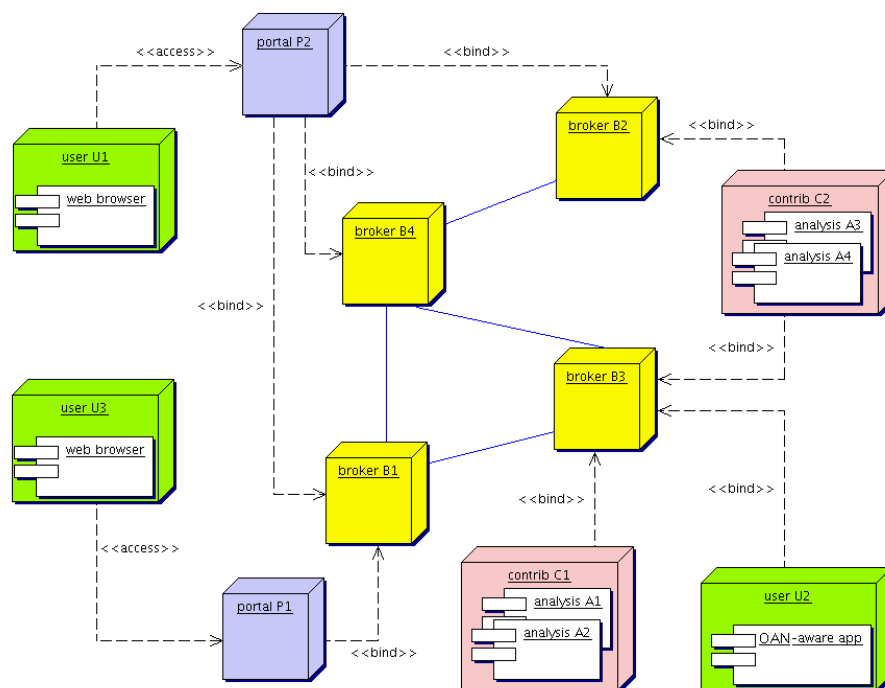 portal P2
<<access>>
<<bind>>
broker B2
<<bind>>
user U1
web browser
<<bind>>
contrib C2
analysis A3
analysis A4
broker B4
<<bind>>
<<bind>>
broker B3
user U3
web browser
broker B1
<<bind>>
<<bind>>
<<access>>
contrib C1
analysis A1
analysis A2
user U2
OAN-aware app
portal P1
<<bind>>